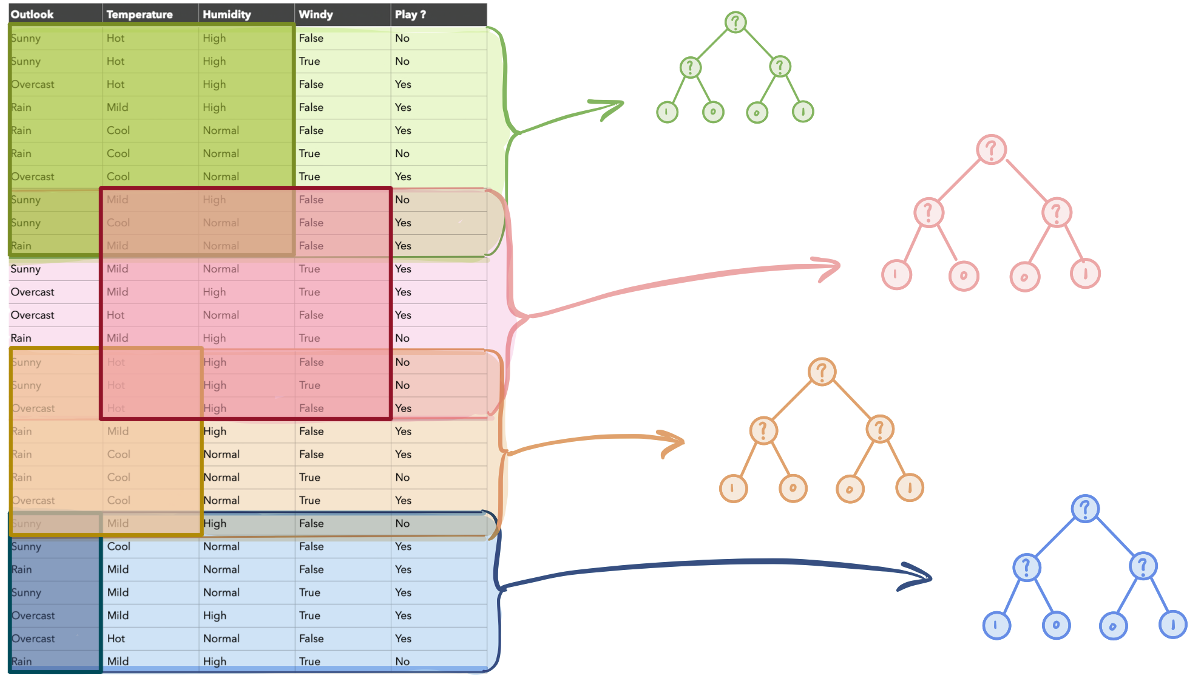 Outlook Temperature Humidity Windy Play ?
Sunny Hot High False No
Sunny Hot High True No
Overcast Hot High False Yes
Rain Mild High False Yes
Rain Cool Normal False Yes
Rain Cool Normal True No
Overcast Cool Normal True Yes
Sunny Mild High False No
Sunny Cool Normal False Yes
Rain Mild Normal False Yes
Sunny Mild Normal True Yes
Overcast Mild High True Yes
Overcast Hot Normal False Yes
Rain Mild High True No
Sunny Hot High False No
Sunny Hot High True No
Overcast Hot High False Yes
Rain Mild High False Yes
Rain Cool Normal False Yes
Rain Cool Normal True No
Overcast Cool Normal True Yes
Sunny Mild High False No
Sunny Cool Normal False Yes
Rain Mild Normal False Yes
Sunny Mild Normal True Yes
Overcast Mild High True Yes
Overcast Hot Normal False Yes
Rain Mild High True No
?
? ?
1 0 0 1
?
? ?
1 0 0 1
?
? ?
1 0 0 1
?
? ?
1 0 0 1